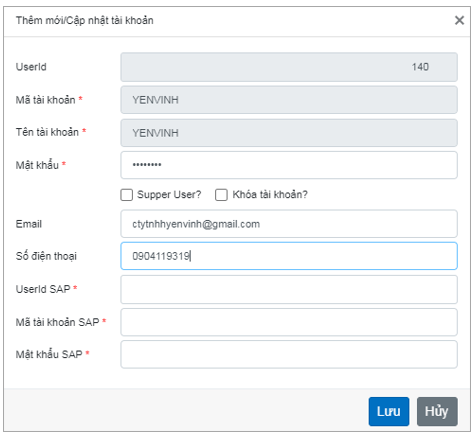 Thêm mới/Cập nhật tài khoản ×
UserId 140
Mã tài khoản * YENVINH
Tên tài khoản * YENVINH
Mật khẩu * ••••••••
Supper User? Khóa tài khoản?
Email ctytnhhyenvinh@gmail.com
Số điện thoại 0904119319
UserId SAP *
Mã tài khoản SAP *
Mật khẩu SAP *
Lưu Hủy